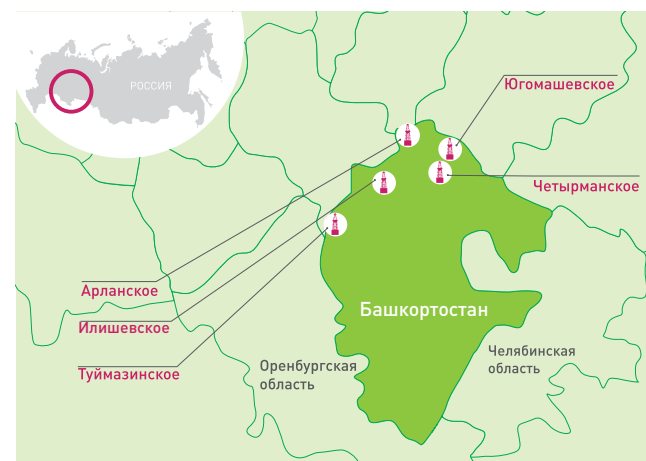 РОССИЯ
Югомашевское
Четырманское
Арланское
Илишевское
Туймазинское
Башкортостан
Оренбургская
область
Челябинская
область